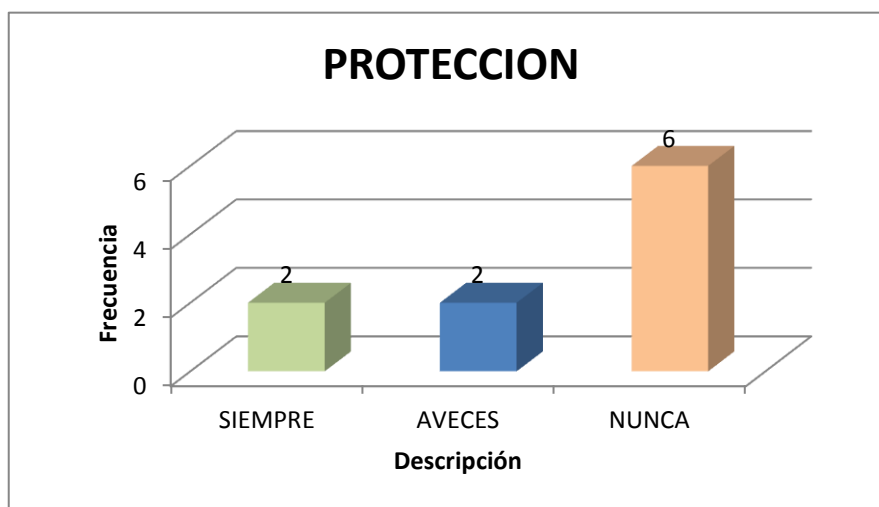 PROTECCION
6
6
4
2
2
2
0
Frecuencia
SIEMPRE
AVECES
NUNCA
Descripción